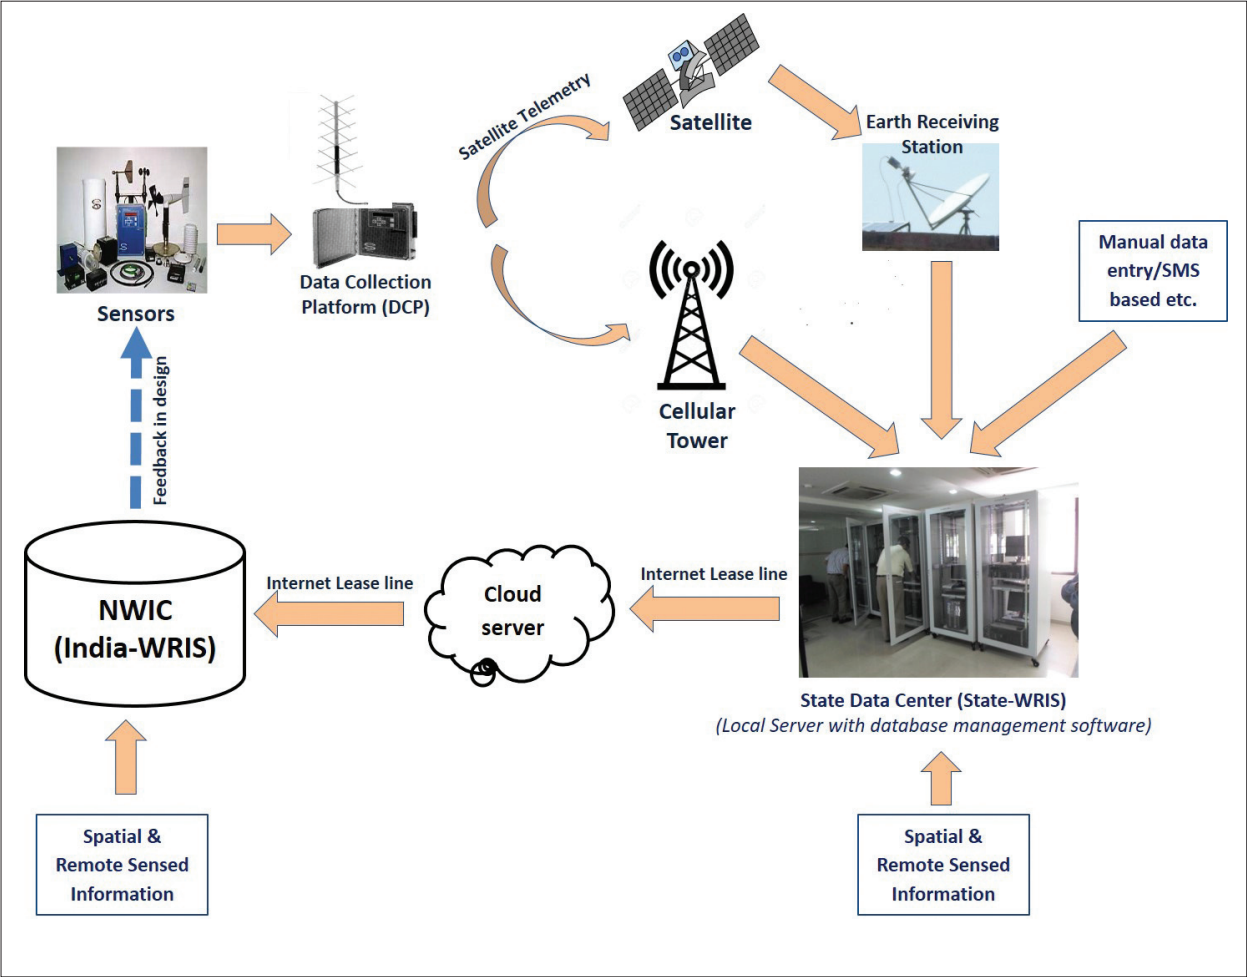 Satellite Telemetry
Satellite
Earth Receiving
Station
Sensors
Data Collection
Platform (DCP)
Manual data
entry/SMS
based etc.
Cellular
Tower
Feedback in design
NWIC
(India-WRIS)
Internet Lease line
Cloud
server
Internet Lease line
State Data Center (State-WRIS)
(Local Server with database management software)
Spatial &
Remote Sensed
Information
Spatial &
Remote Sensed
Information